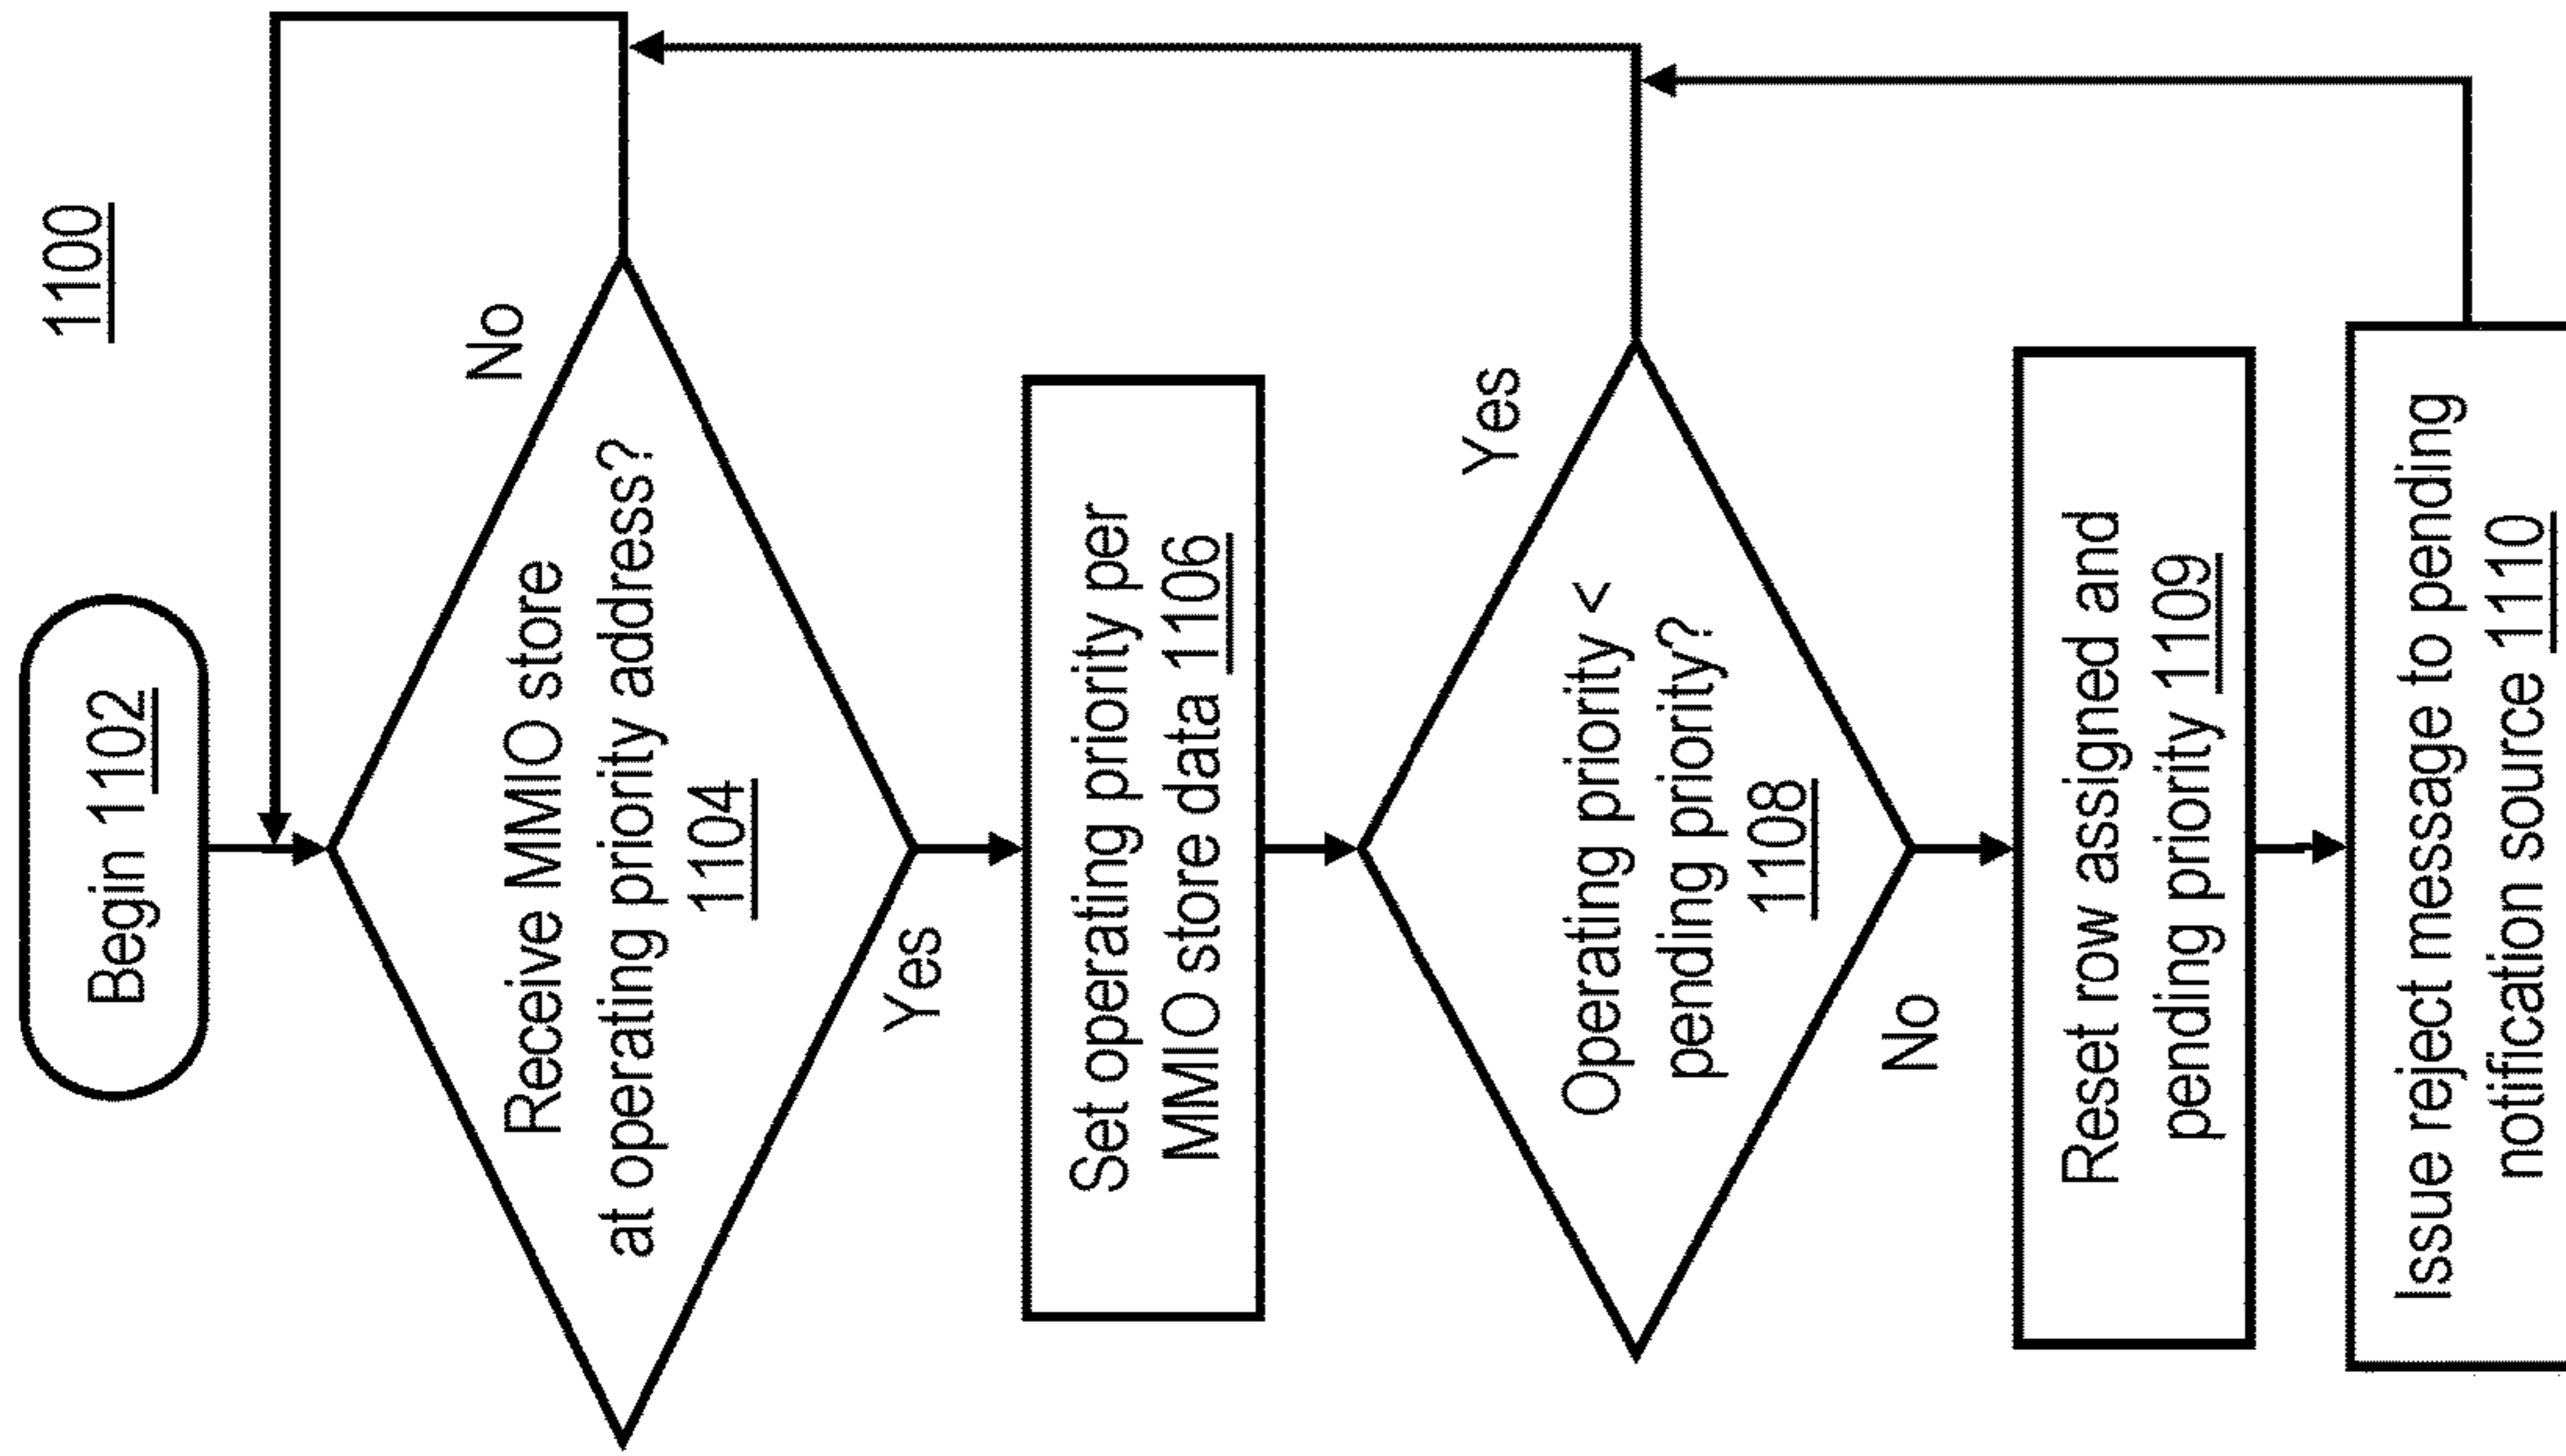 1100
Begin 1102
Receive MMIO store
at operating priority address?
1104
No
Yes
Set operating priority per
MMIO store data 1106
Operating priority <
pending priority?
1108
Yes
No
Reset row assigned and
pending priority 1109
Issue reject message to pending
notification source 1110